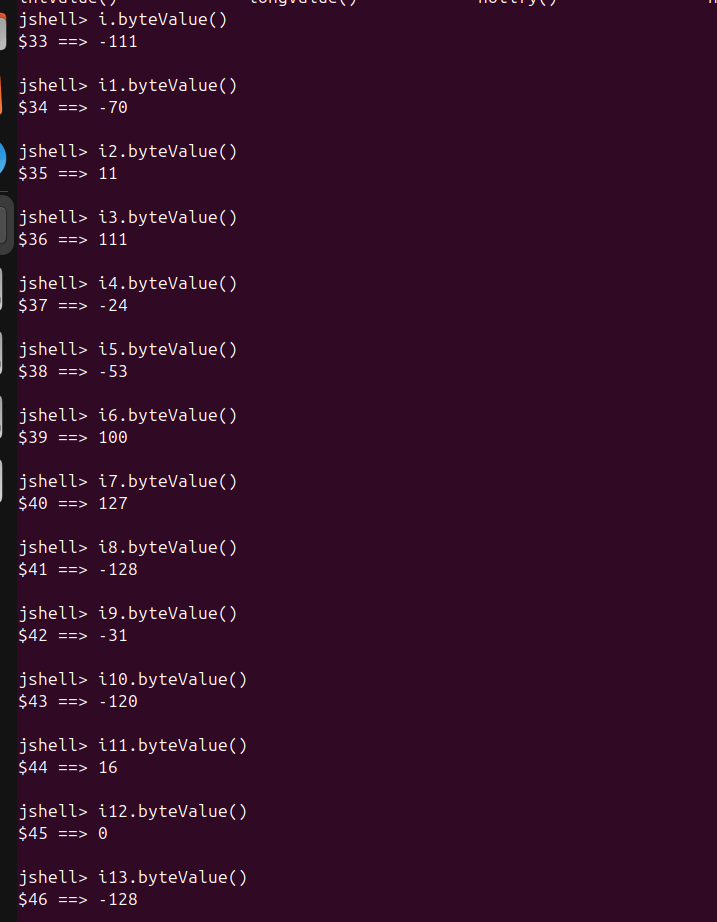 jshell> i.byteValue()
$33 ==> -111
jshell> i1.byteValue()
$34 ==> -70
jshell> i2.byteValue()
$35 ==> 11
jshell> i3.byteValue()
$36 ==> 111
jshell> i4.byteValue()
$37 ==> -24
jshell> i5.byteValue()
$38 ==> -53
jshell> i6.byteValue()
$39 ==> 100
jshell> i7.byteValue()
$40 ==> 127
jshell> i8.byteValue()
$41 ==> -128
jshell> i9.byteValue()
$42 ==> -31
jshell> i10.byteValue()
$43 ==> -120
jshell> i11.byteValue()
$44 ==> 16
jshell> i12.byteValue()
$45 ==> 0
jshell> i13.byteValue()
$46 ==> -128